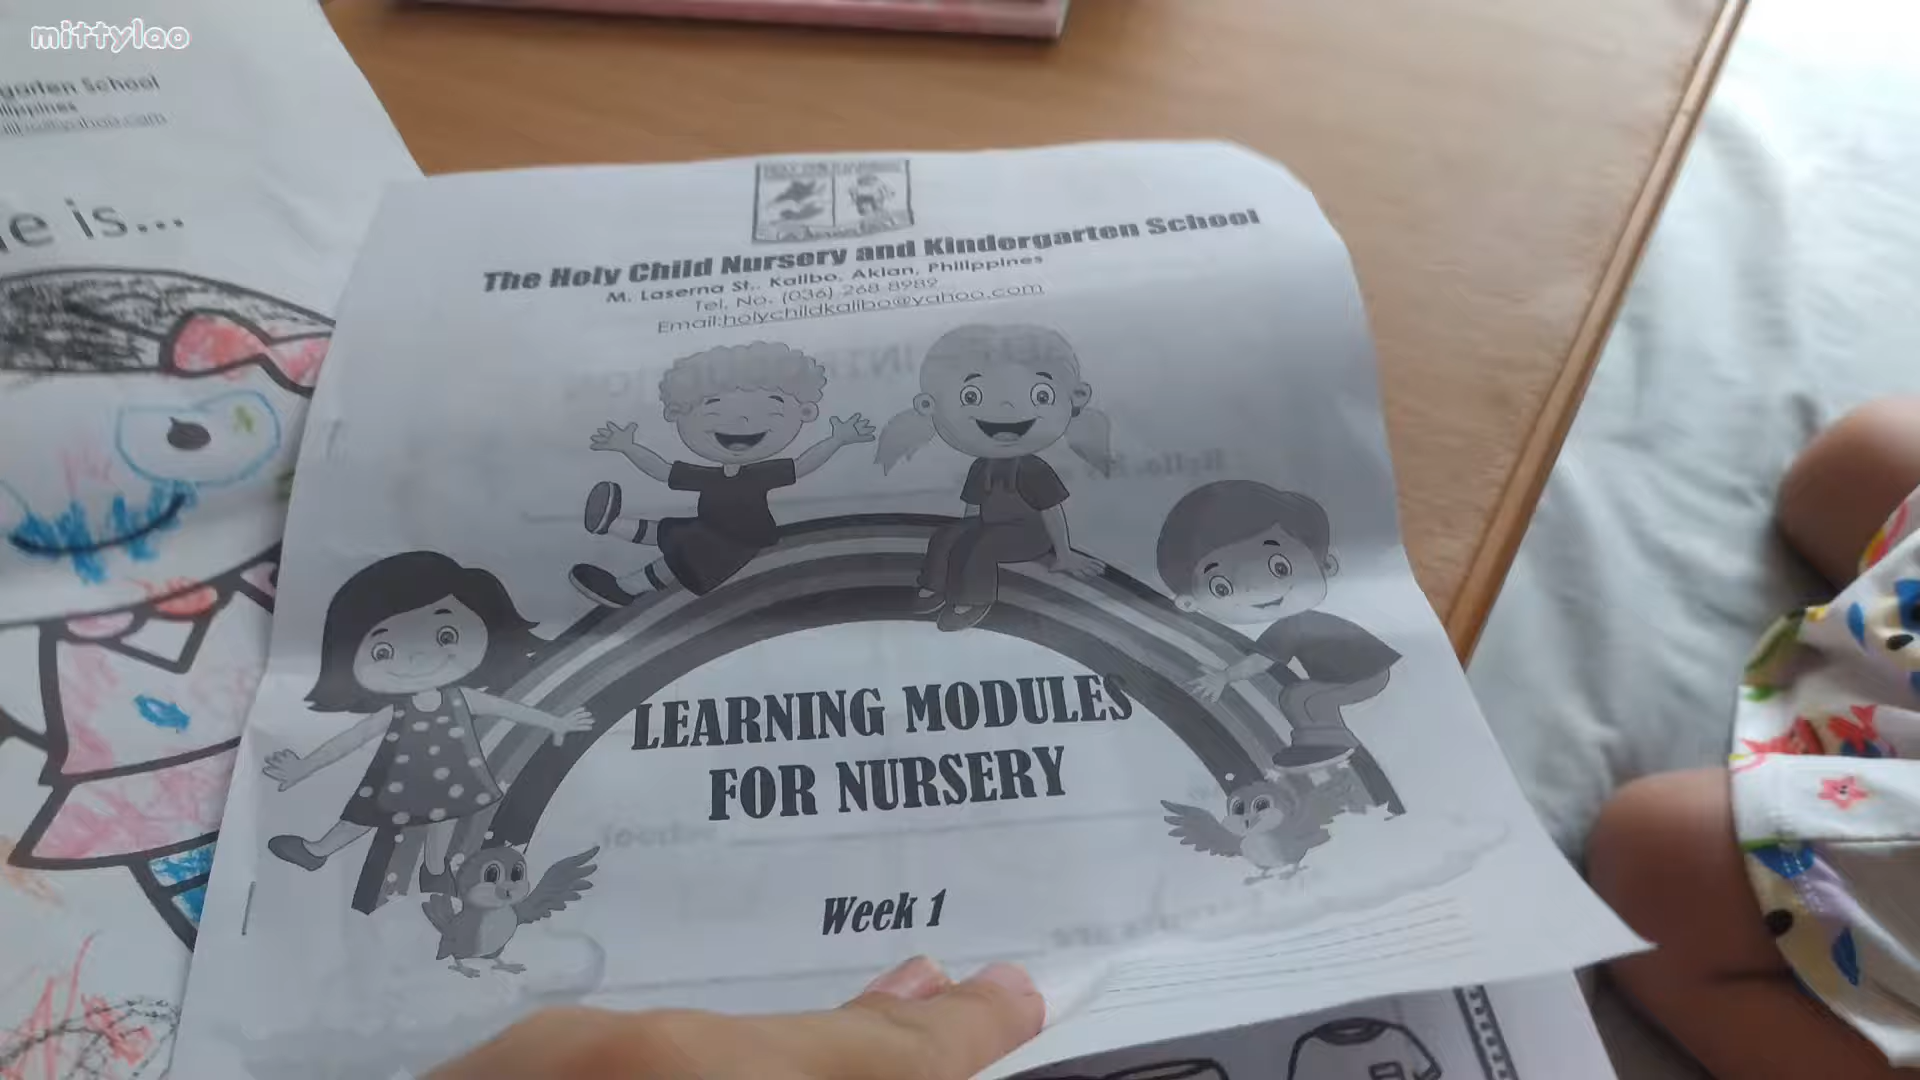 mittylao
garten School
ilippines
is...
The Holy Child Nursery and Kindergarten School
M. Laserna St., Kalibo, Aklan, Philippines
Tel. No. (036) 268-8989
Email:holychildkalibo@yahoo.com
LEARNING MODULES
FOR NURSERY
Week 1